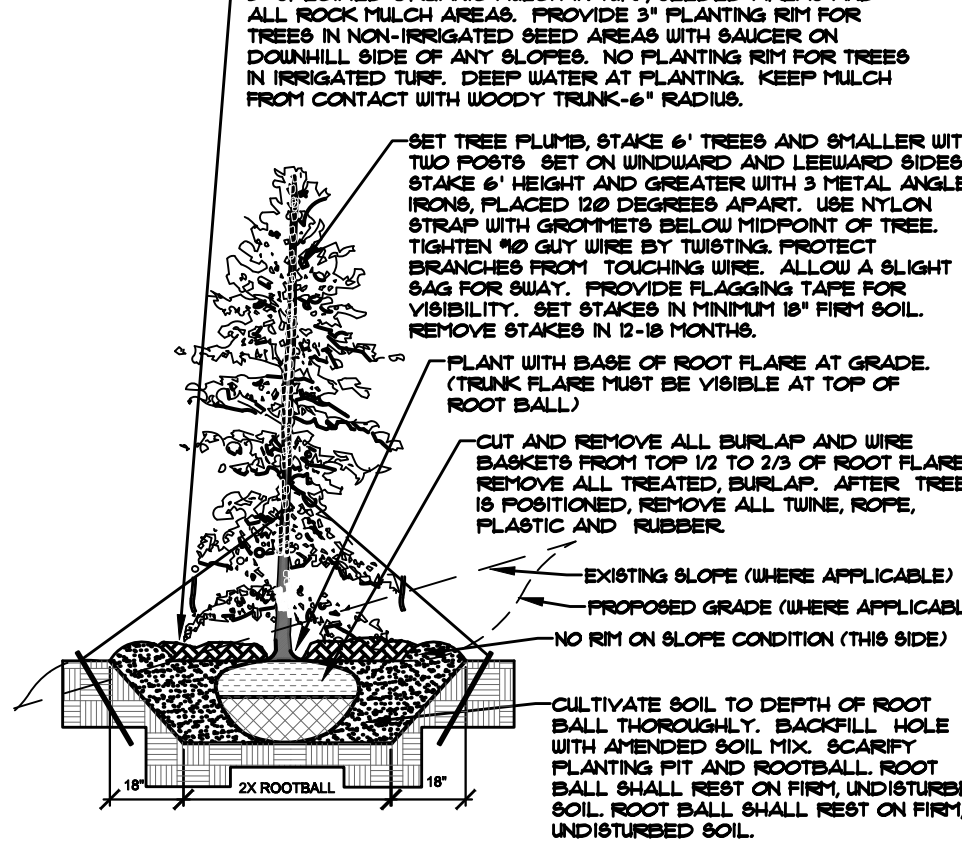 ALL ROCK MULCH AREAS. PROVIDE 3" PLANTING RIM FOR
TREES IN NON-IRRIGATED SEED AREAS WITH SAUCER ON
DOWNHILL SIDE OF ANY SLOPES. NO PLANTING RIM FOR TREES
IN IRRIGATED TURF. DEEP WATER AT PLANTING. KEEP MULCH
FROM CONTACT WITH WOODY TRUNK-6" RADIUS.
SET TREE PLUMB, STAKE 6' TREES AND SMALLER WIT
TWO POSTS SET ON WINDWARD AND LEEWARD SIDES
STAKE 6' HEIGHT AND GREATER WITH 3 METAL ANGLE
IRONS, PLACED 120 DEGREES APART. USE NYLON
STRAP WITH GROMMETS BELOW MIDPOINT OF TREE.
TIGHTEN #10 GUY WIRE BY TWISTING. PROTECT
BRANCHES FROM TOUCHING WIRE. ALLOW A SLIGHT
SAG FOR SWAY. PROVIDE FLAGGING TAPE FOR
VISIBILITY. SET STAKES IN MINIMUM 18" FIRM SOIL.
REMOVE STAKES IN 12-18 MONTHS.
PLANT WITH BASE OF ROOT FLARE AT GRADE.
(TRUNK FLARE MUST BE VISIBLE AT TOP OF
ROOT BALL)
CUT AND REMOVE ALL BURLAP AND WIRE
BASKETS FROM TOP 1/2 TO 2/3 OF ROOT FLARE
REMOVE ALL TREATED, BURLAP. AFTER TREE
IS POSITIONED, REMOVE ALL TWINE, ROPE,
PLASTIC AND RUBBER
EXISTING SLOPE (WHERE APPLICABLE)
PROPOSED GRADE (WHERE APPLICABL
NO RIM ON SLOPE CONDITION (THIS SIDE)
CULTIVATE SOIL TO DEPTH OF ROOT
BALL THOROUGHLY. BACKFILL HOLE
WITH AMENDED SOIL MIX. SCARIFY
PLANTING PIT AND ROOTBALL. ROOT
BALL SHALL REST ON FIRM, UNDISTURBE
SOIL. ROOT BALL SHALL REST ON FIRM,
UNDISTURBED SOIL.
18" 2X ROOTBALL 18"